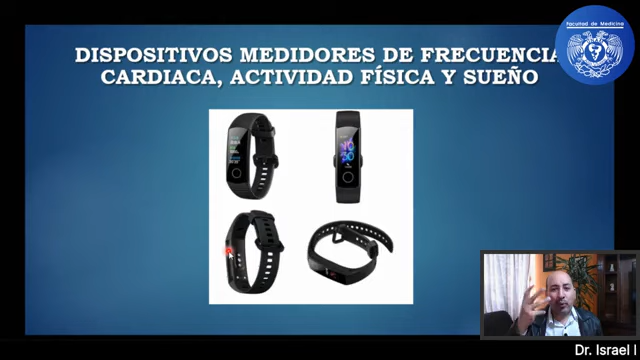 Facultad de Medicina
DISPOSITIVOS MEDIDORES DE FRECUENCIA
CARDIACA, ACTIVIDAD FÍSICA Y SUEÑO
Dr. Israel